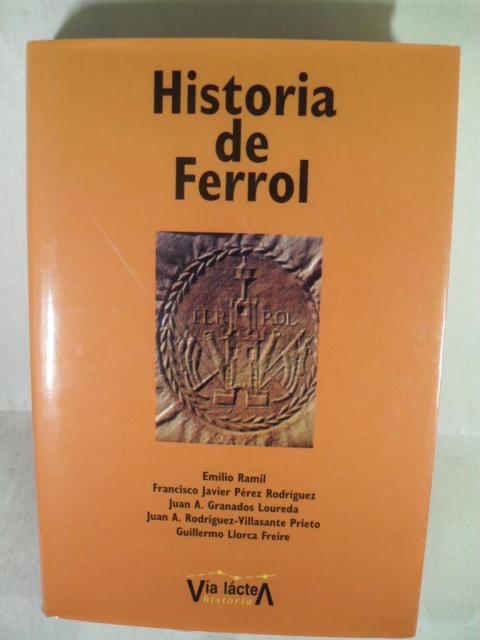 Historia
de
Ferrol
FER ROL
Emilio Ramil
Francisco Javier Pérez Rodríguez
Juan A. Granados Loureda
Juan A. Rodríguez-Villasante Prieto
Guillermo Llorca Freire
Vía lácteA
historia